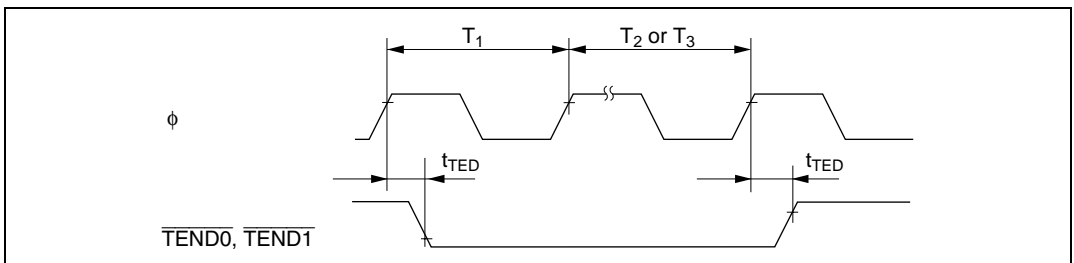 T1 T2 or T3
ϕ
tTED tTED
TEND0, TEND1